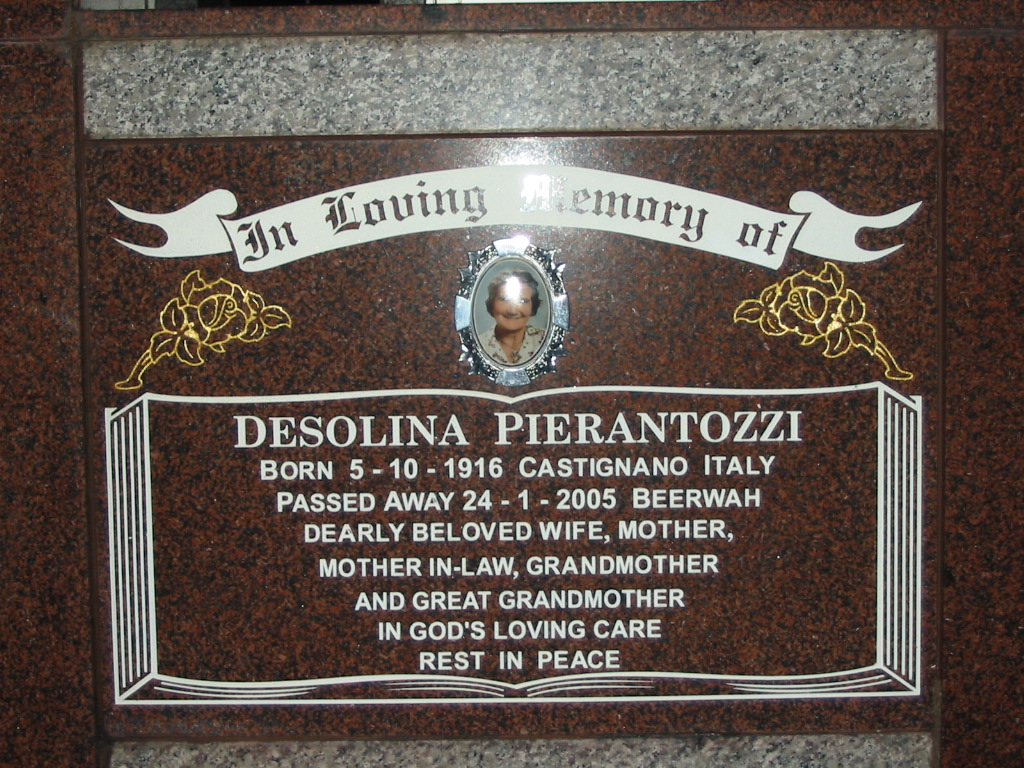 In Loving Memory of
DESOLINA PIERANTOZZI
BORN 5 - 10 - 1916 CASTIGNANO ITALY
PASSED AWAY 24 - 1 - 2005 BEERWAH
DEARLY BELOVED WIFE, MOTHER,
MOTHER IN-LAW, GRANDMOTHER
AND GREAT GRANDMOTHER
IN GOD'S LOVING CARE
REST IN PEACE